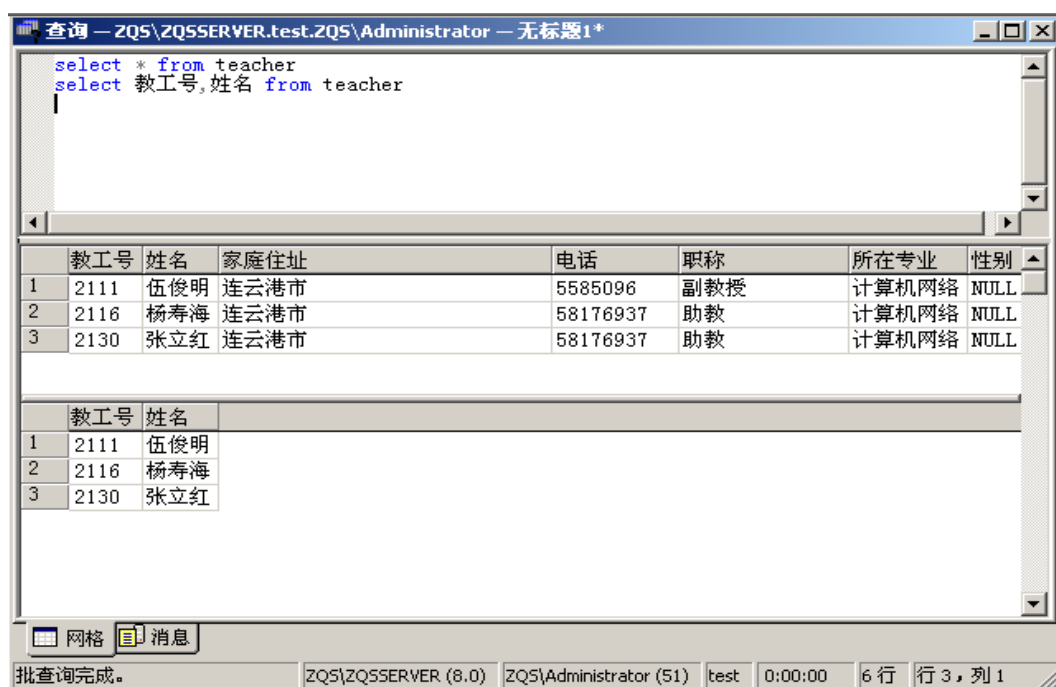 查询 — ZQS\ZQSSERVER.test.ZQS\Administrator — 无标题1*
select * from teacher
select 教工号,姓名 from teacher
教工号 姓名 家庭住址 电话 职称 所在专业 性别
1 2111 伍俊明 连云港市 5585096 副教授 计算机网络 NULL
2 2116 杨寿海 连云港市 58176937 助教 计算机网络 NULL
3 2130 张立红 连云港市 58176937 助教 计算机网络 NULL
教工号 姓名
1 2111 伍俊明
2 2116 杨寿海
3 2130 张立红
网格 消息
批查询完成。 ZQS\ZQSSERVER (8.0) ZQS\Administrator (51) test 0:00:00 6 行 行 3，列 1